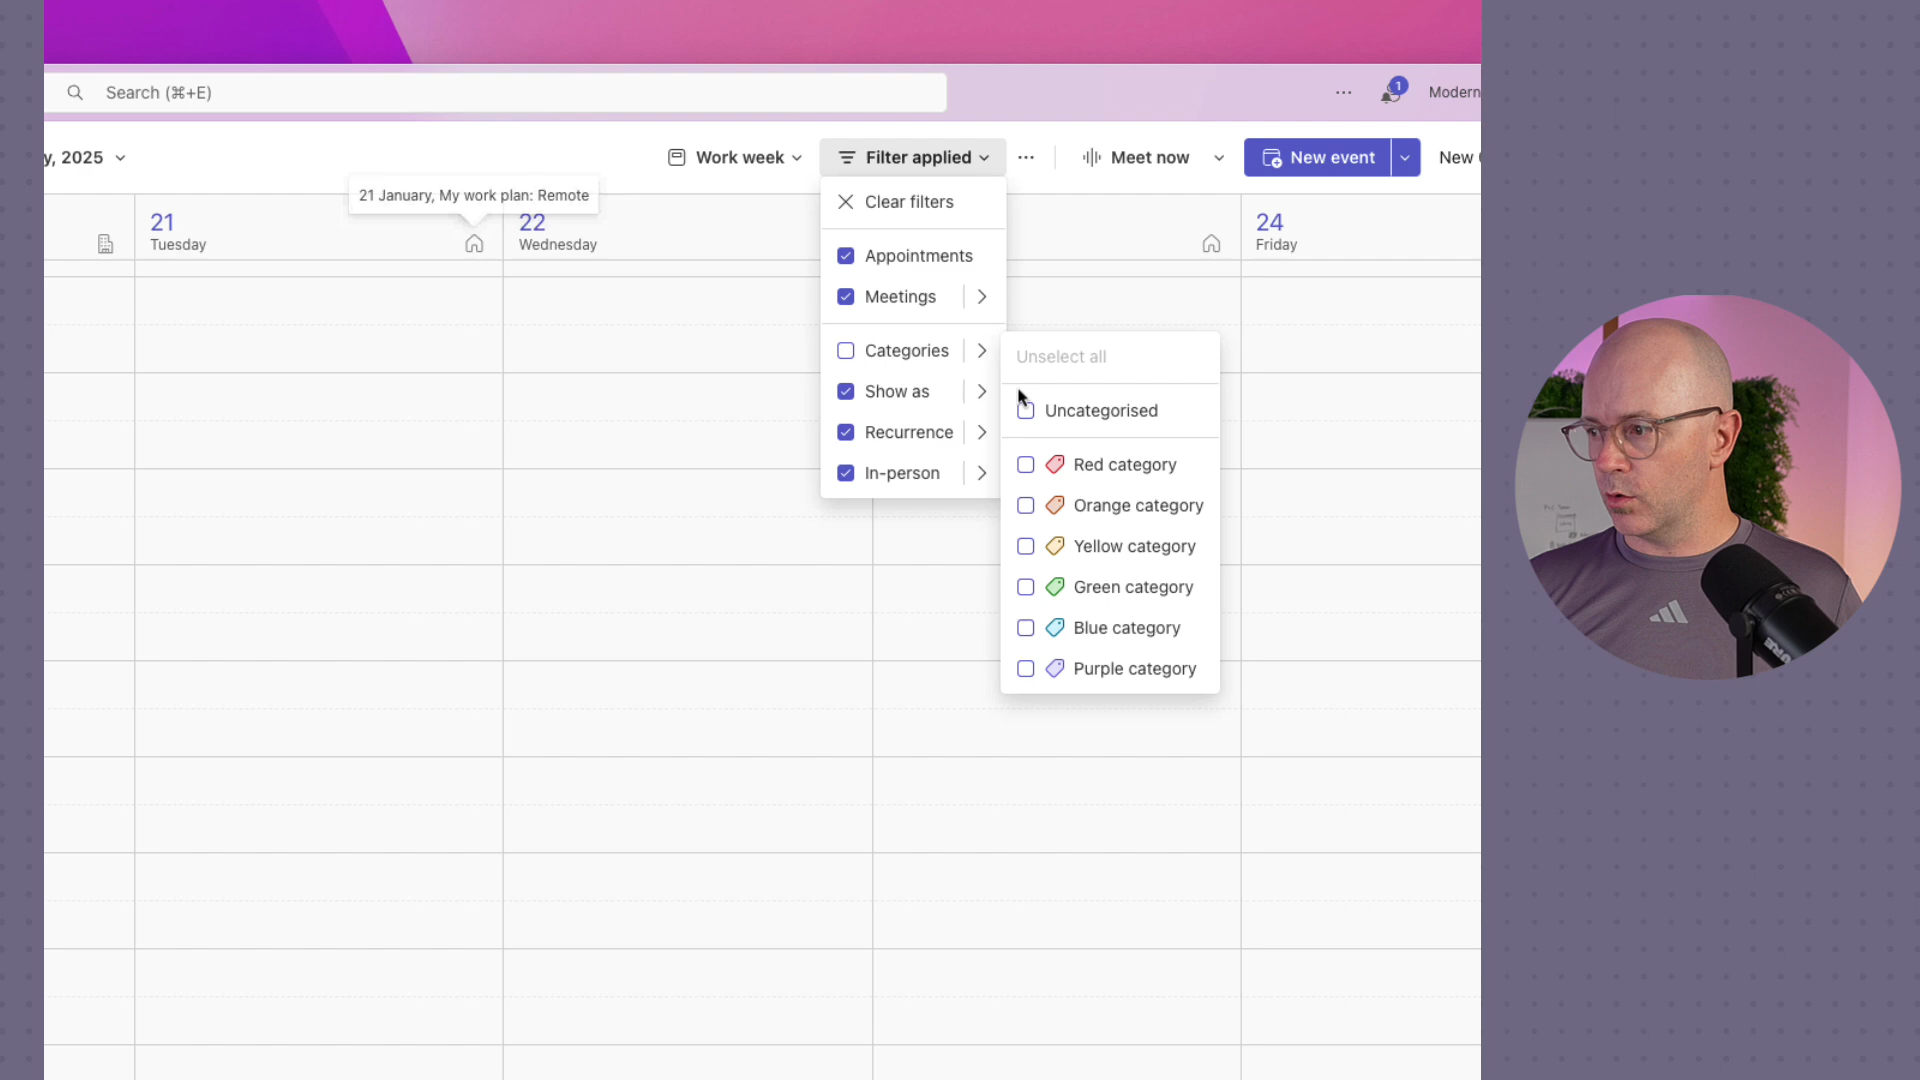 Search (⌘+E)
1
Modern
y, 2025
Work week
Filter applied
Meet now
New event
New
21 January, My work plan: Remote
21
Tuesday
22
Wednesday
24
Friday
Clear filters
Appointments
Meetings
Categories
Show as
Recurrence
In-person
Unselect all
Uncategorised
Red category
Orange category
Yellow category
Green category
Blue category
Purple category